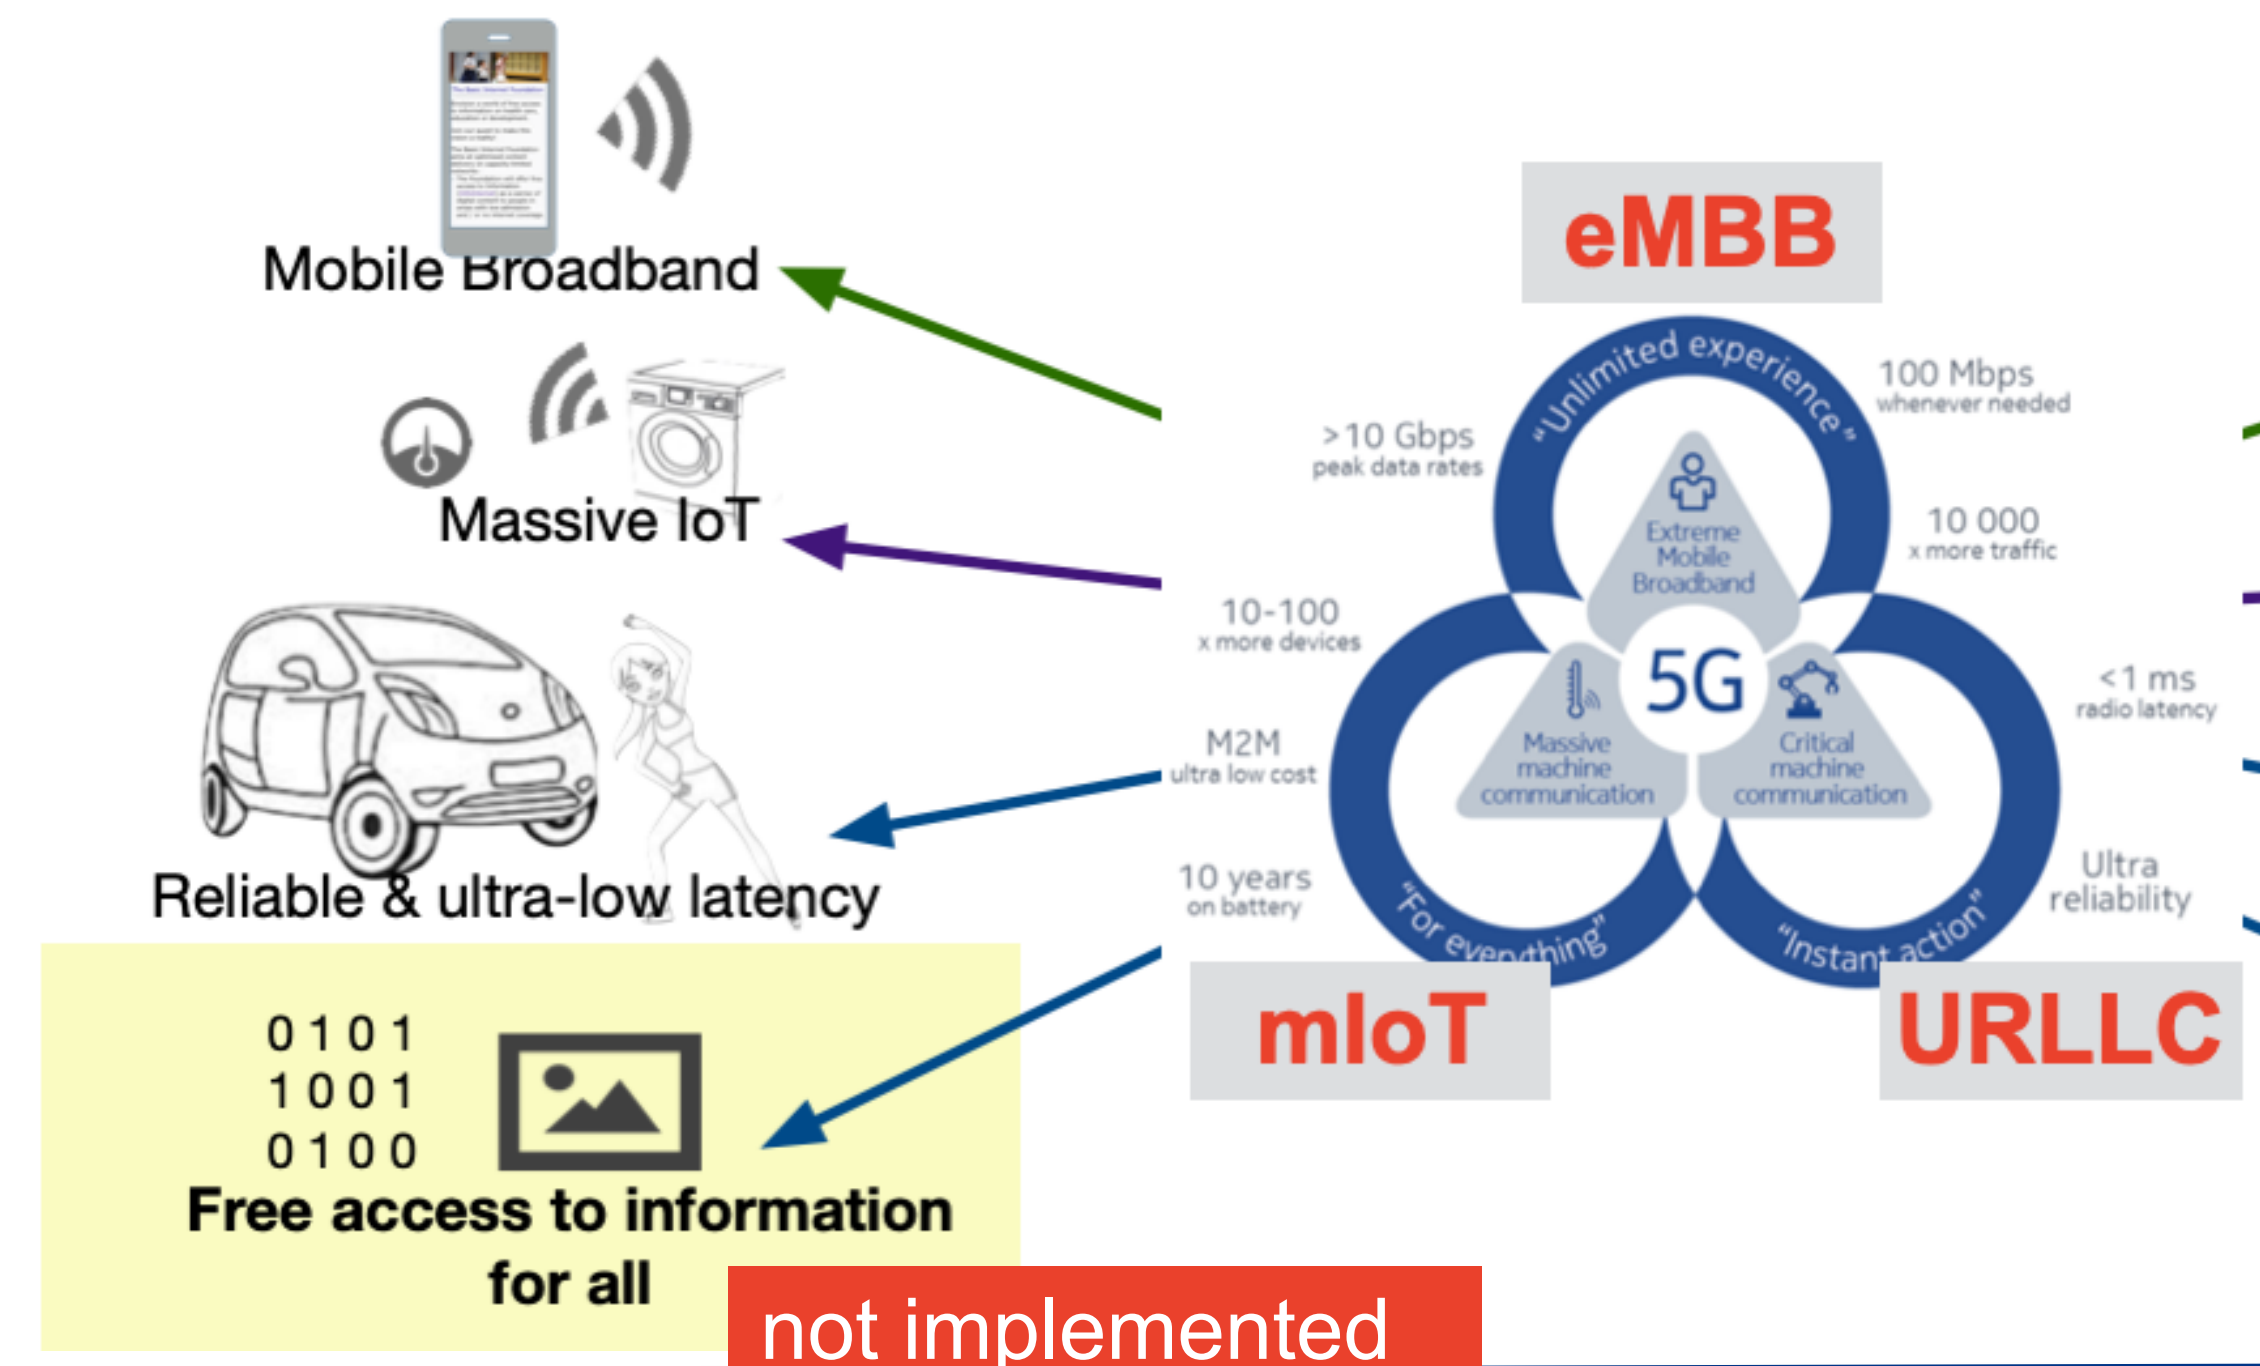 The Basic Internet Foundation
Mobile Broadband
Massive IoT
Reliable & ultra-low latency
0 1 0 1
1 0 0 1
0 1 0 0
Free access to information
for all
not implemented
eMBB
"Unlimited experience"
100 Mbps
whenever needed
>10 Gbps
peak data rates
10 000
x more traffic
Extreme
Mobile
Broadband
10-100
x more devices
5G
<1 ms
radio latency
M2M
ultra low cost
Massive
machine
communication
Critical
machine
communication
10 years
on battery
Ultra
reliability
"For everything"
"Instant action"
mIoT
URLLC